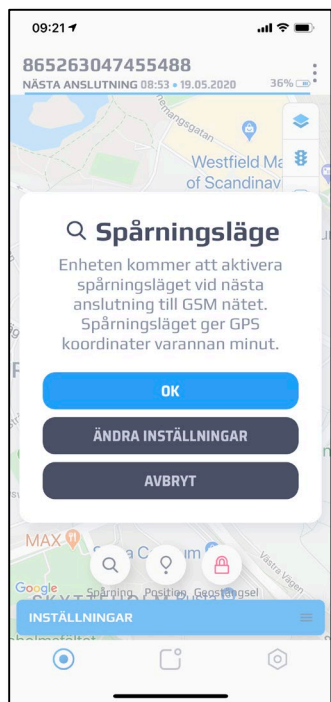 09:21
865263047455488
NÄSTA ANSLUTNING 08:53 • 19.05.2020 36%
Westfield Ma
of Scandinav
Spårningsläge
Enheten kommer att aktivera
spårningsläget vid nästa
anslutning till GSM nätet.
Spårningsläget ger GPS
koordinater varannan minut.
OK
ÄNDRA INSTÄLLNINGAR
AVBRYT
MAX
Västra Vägen
Google
Spårning Position Geostängsel
INSTÄLLNINGAR